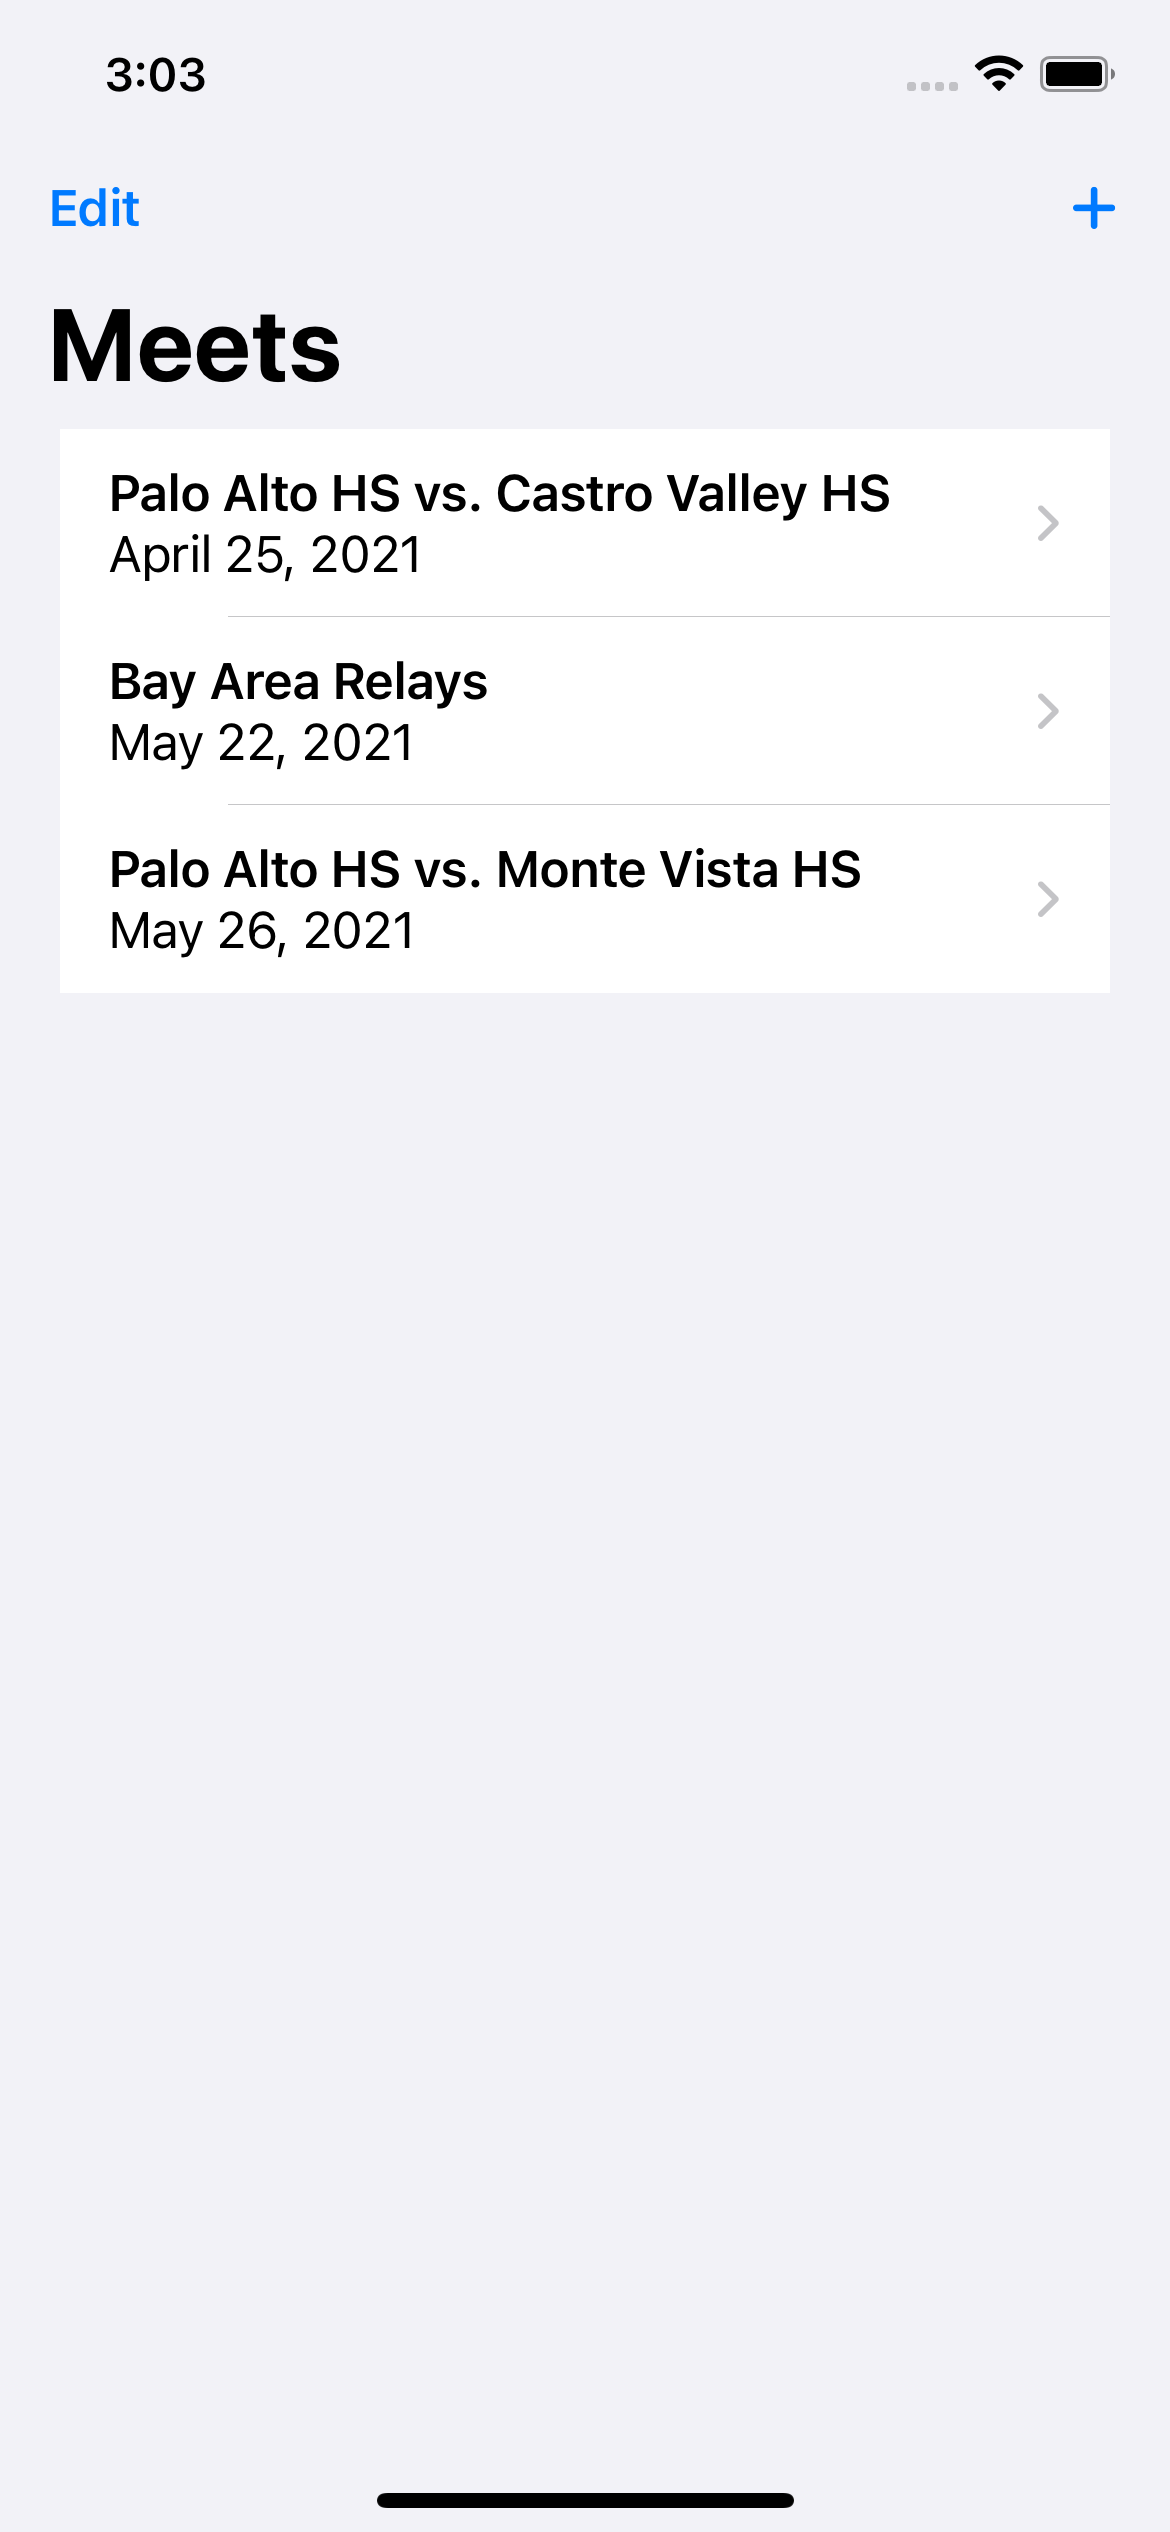 3:03
Edit
Meets
Palo Alto HS vs. Castro Valley HS
April 25, 2021
Bay Area Relays
May 22, 2021
Palo Alto HS vs. Monte Vista HS
May 26, 2021